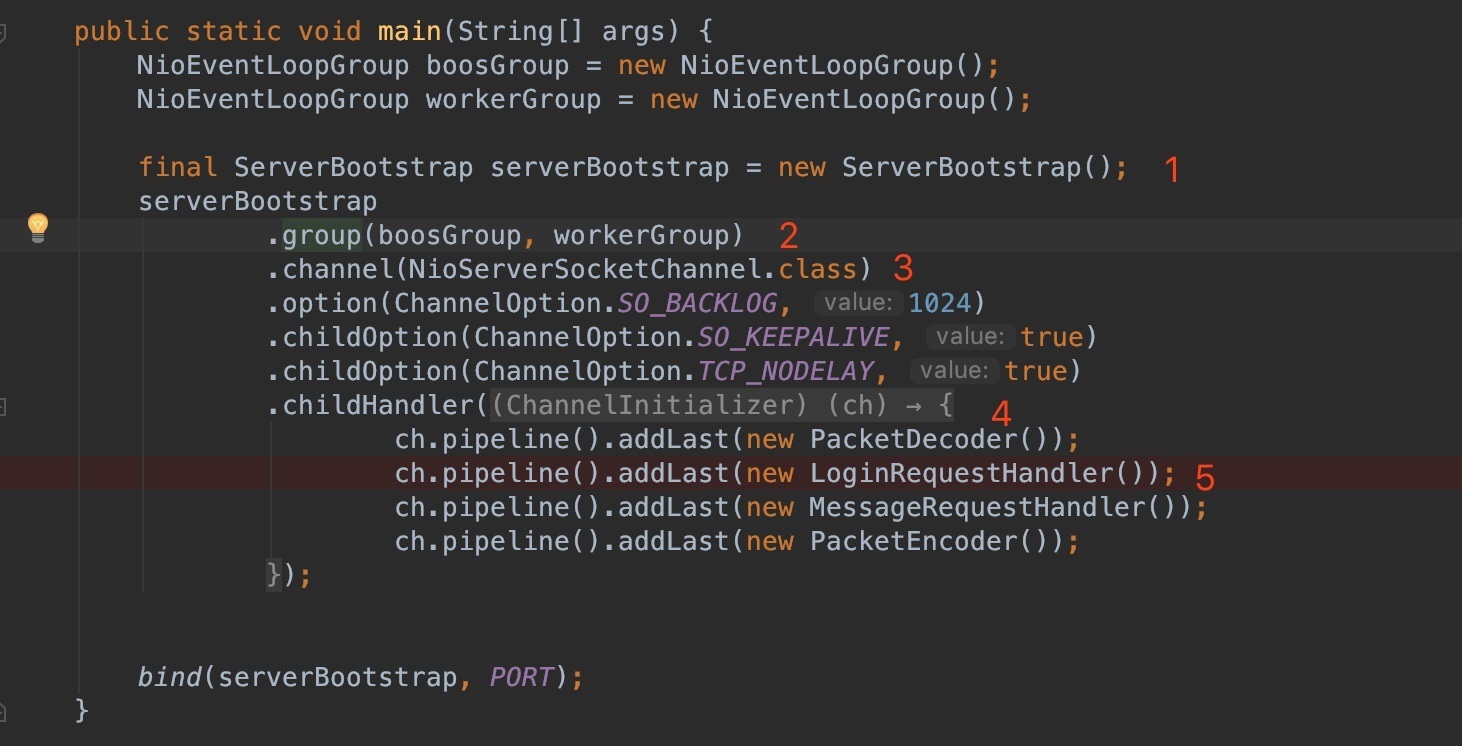 public static void main(String[] args) {
NioEventLoopGroup boosGroup = new NioEventLoopGroup();
NioEventLoopGroup workerGroup = new NioEventLoopGroup();
final ServerBootstrap serverBootstrap = new ServerBootstrap(); 1
serverBootstrap
.group(boosGroup, workerGroup) 2
.channel(NioServerSocketChannel.class) 3
.option(ChannelOption.SO_BACKLOG, value: 1024)
.childOption(ChannelOption.SO_KEEPALIVE, value: true)
.childOption(ChannelOption.TCP_NODELAY, value: true)
.childHandler((ChannelInitializer) (ch) → { 4
ch.pipeline().addLast(new PacketDecoder());
ch.pipeline().addLast(new LoginRequestHandler()); 5
ch.pipeline().addLast(new MessageRequestHandler());
ch.pipeline().addLast(new PacketEncoder());
});
bind(serverBootstrap, PORT);
}